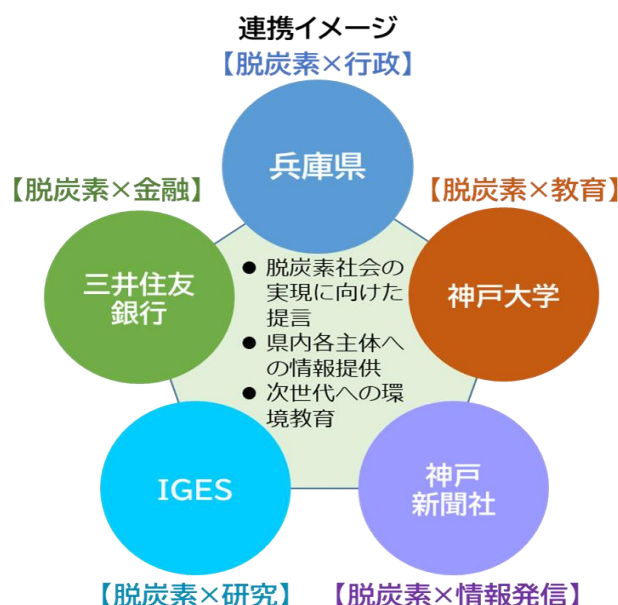 連携イメージ
【脱炭素×行政】
兵庫県
【脱炭素×金融】
【脱炭素×教育】
三井住友
銀行
神戸大学
● 脱炭素社会の
実現に向けた
提言
● 県内各主体へ
の情報提供
● 次世代への環
境教育
IGES
神戸
新聞社
【脱炭素×研究】
【脱炭素×情報発信】